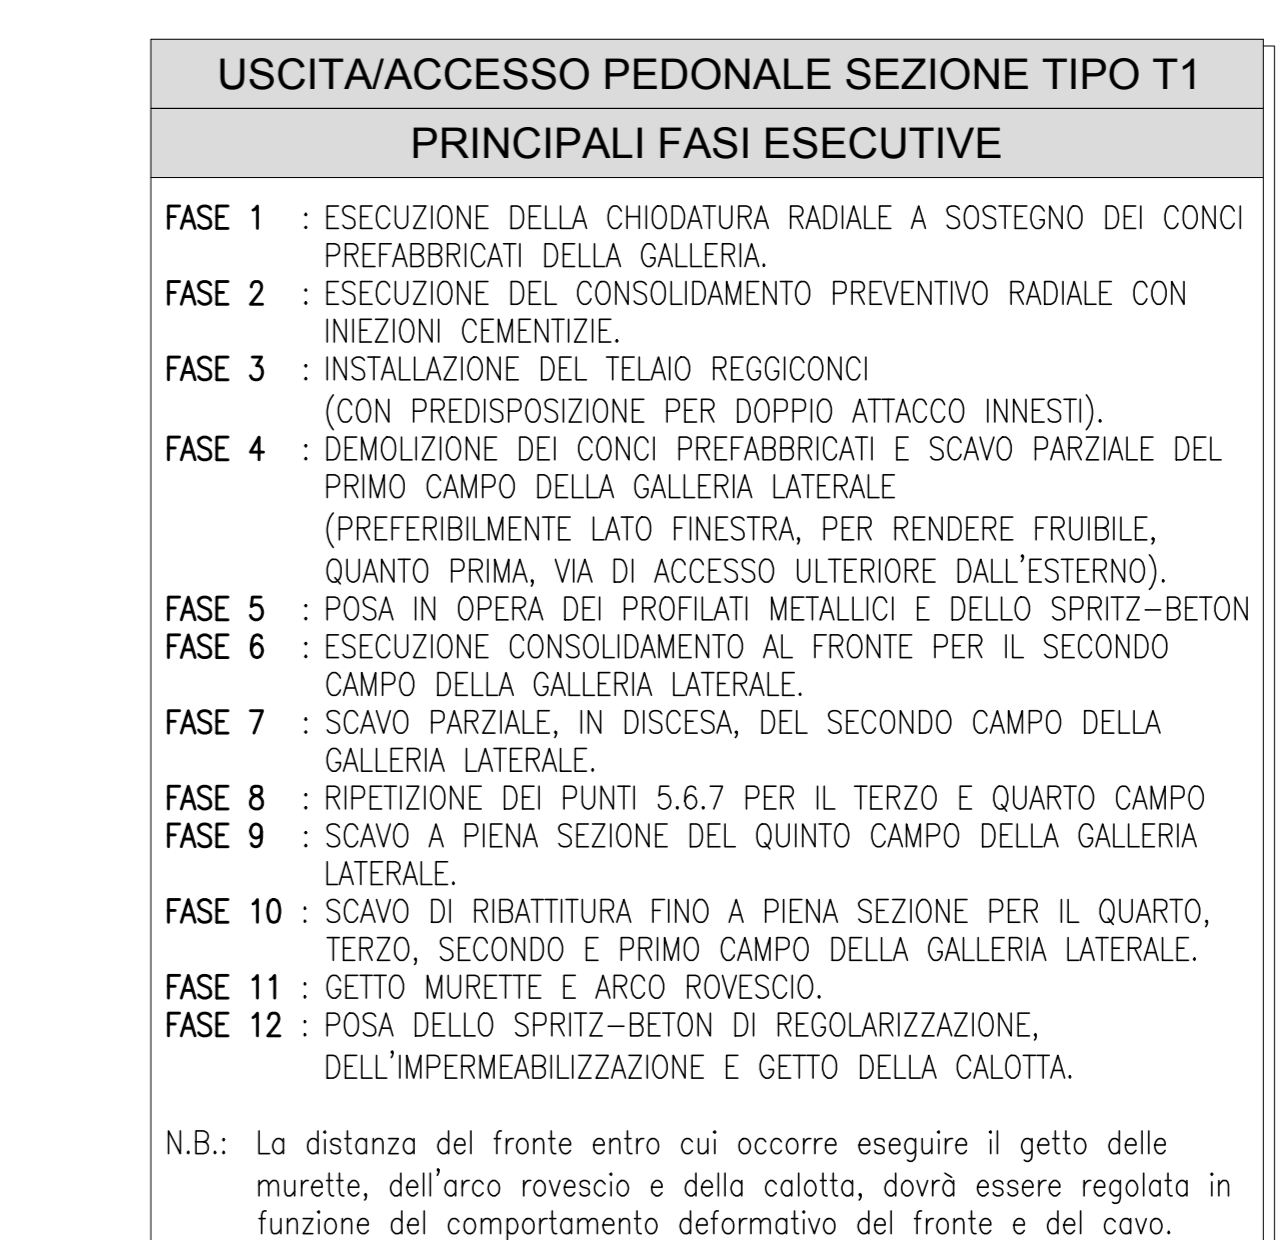 USCITA/ACCESSO PEDONALE SEZIONE TIPO T1
PRINCIPALI FASI ESECUTIVE
FASE 1 : ESECUZIONE DELLA CHIODATURA RADIALE A SOSTEGNO DEI CONCI
PREFABBRICATI DELLA GALLERIA.
FASE 2 : ESECUZIONE DEL CONSOLIDAMENTO PREVENTIVO RADIALE CON
INIEZIONI CEMENTIZIE.
FASE 3 : INSTALLAZIONE DEL TELAIO REGGICONCI
(CON PREDISPOSIZIONE PER DOPPIO ATTACCO INNESTI).
FASE 4 : DEMOLIZIONE DEI CONCI PREFABBRICATI E SCAVO PARZIALE DEL
PRIMO CAMPO DELLA GALLERIA LATERALE
(PREFERIBILMENTE LATO FINESTRA, PER RENDERE FRUIBILE,
QUANTO PRIMA, VIA DI ACCESSO ULTERIORE DALL'ESTERNO).
FASE 5 : POSA IN OPERA DEI PROFILATI METALLICI E DELLO SPRITZ-BETON
FASE 6 : ESECUZIONE CONSOLIDAMENTO AL FRONTE PER IL SECONDO
CAMPO DELLA GALLERIA LATERALE.
FASE 7 : SCAVO PARZIALE, IN DISCESA, DEL SECONDO CAMPO DELLA
GALLERIA LATERALE.
FASE 8 : RIPETIZIONE DEI PUNTI 5.6.7 PER IL TERZO E QUARTO CAMPO
FASE 9 : SCAVO A PIENA SEZIONE DEL QUINTO CAMPO DELLA GALLERIA
LATERALE.
FASE 10 : SCAVO DI RIBATTITURA FINO A PIENA SEZIONE PER IL QUARTO,
TERZO, SECONDO E PRIMO CAMPO DELLA GALLERIA LATERALE.
FASE 11 : GETTO MURETTE E ARCO ROVESCIO.
FASE 12 : POSA DELLO SPRITZ-BETON DI REGOLARIZZAZIONE,
DELL'IMPERMEABILIZZAZIONE E GETTO DELLA CALOTTA.
N.B.: La distanza del fronte entro cui occorre eseguire il getto delle
murette, dell'arco rovescio e della calotta, dovrà essere regolata in
funzione del comportamento deformativo del fronte e del cavo.